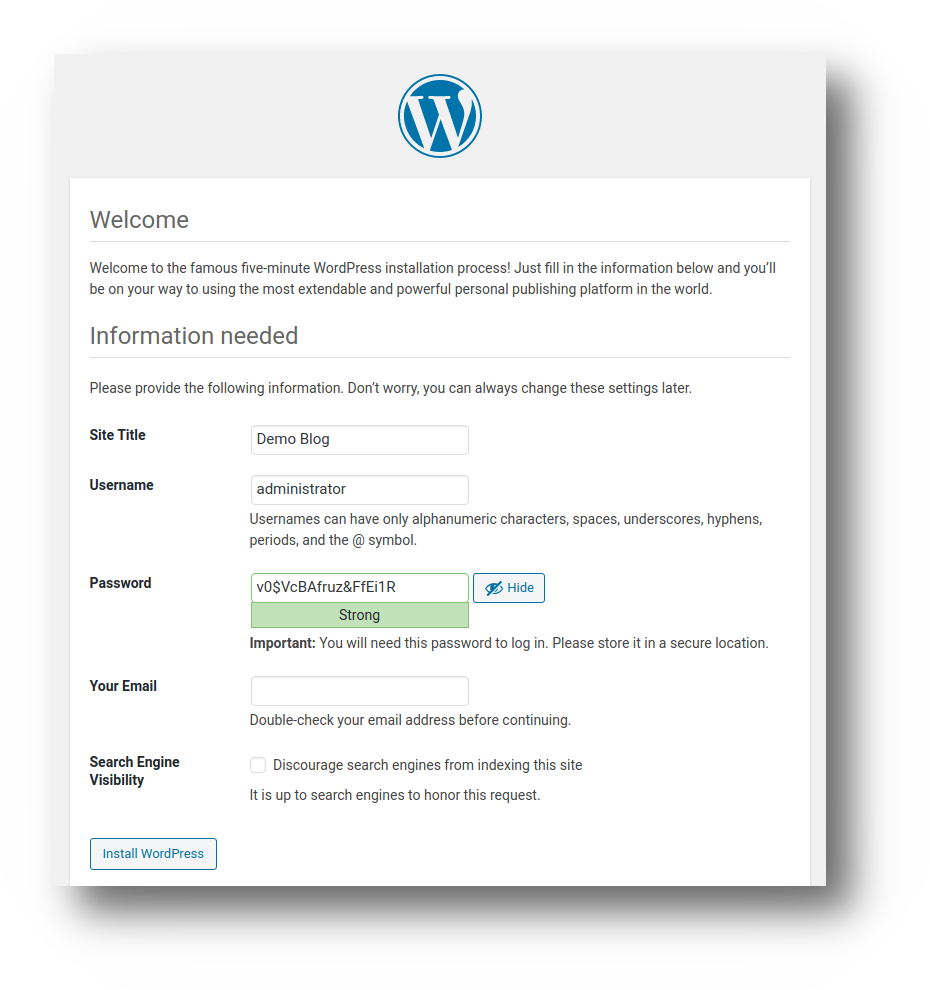 Welcome
Welcome to the famous five-minute WordPress installation process! Just fill in the information below and you’ll
be on your way to using the most extendable and powerful personal publishing platform in the world.
Information needed
Please provide the following information. Don’t worry, you can always change these settings later.
Site Title
Demo Blog
Username
administrator
Usernames can have only alphanumeric characters, spaces, underscores, hyphens,
periods, and the @ symbol.
Password
v0$VcBAfruz&FfEi1R
Hide
Strong
Important: You will need this password to log in. Please store it in a secure location.
Your Email
Double-check your email address before continuing.
Search Engine
Visibility
Discourage search engines from indexing this site
It is up to search engines to honor this request.
Install WordPress